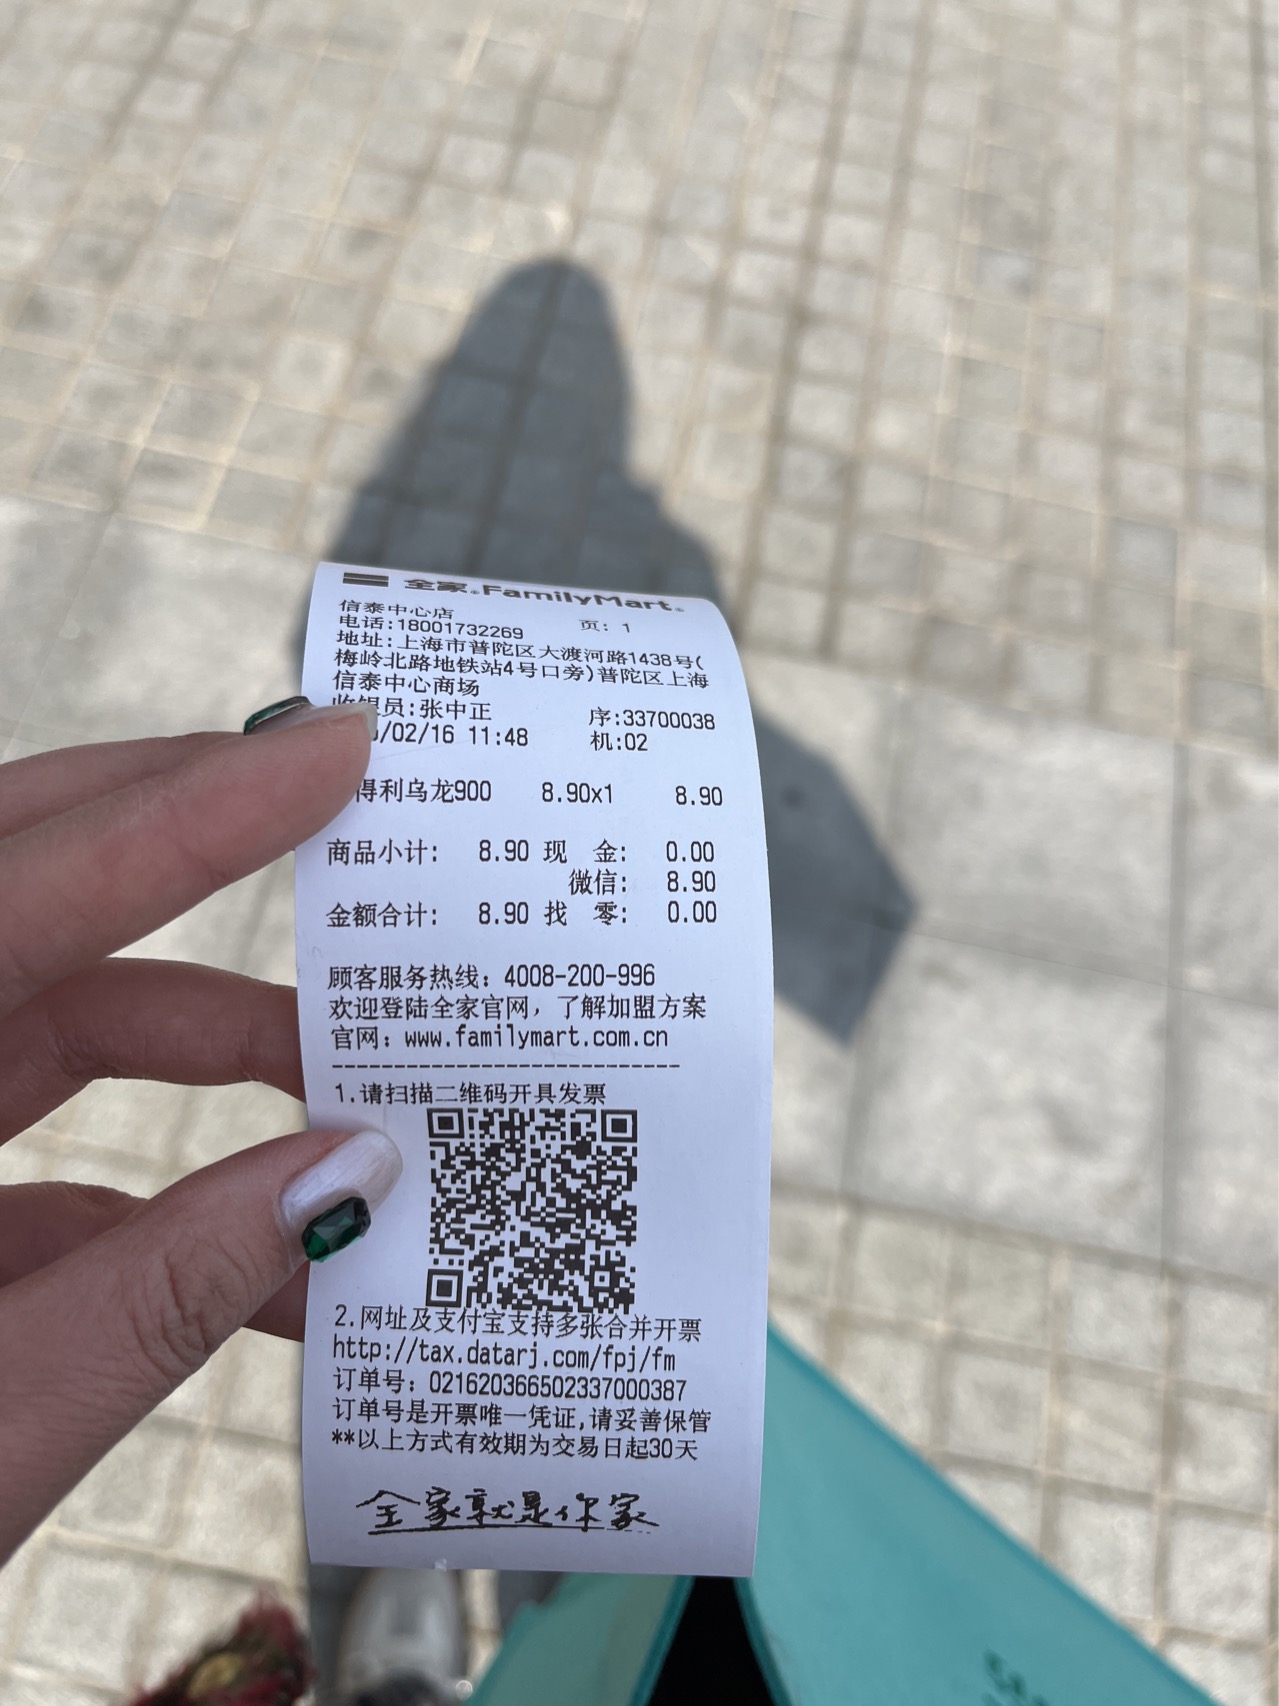 全家 FamilyMart
信泰中心店 页: 1
电话:18001732269
地址:上海市普陀区大渡河路1438号(
梅岭北路地铁站4号口旁)普陀区上海
信泰中心商场
收银员:张中正 序:33700038
/02/16 11:48 机:02
得利乌龙900 8.90x1 8.90
商品小计: 8.90 现 金: 0.00
微信: 8.90
金额合计: 8.90 找 零: 0.00
顾客服务热线: 4008-200-996
欢迎登陆全家官网, 了解加盟方案
官网: www.familymart.com.cn
1.请扫描二维码开具发票
2.网址及支付宝支持多张合并开票
http://tax.datarj.com/fpj/fm
订单号: 021620366502337000387
订单号是开票唯一凭证,请妥善保管
**以上方式有效期为交易日起30天
全家就是你家